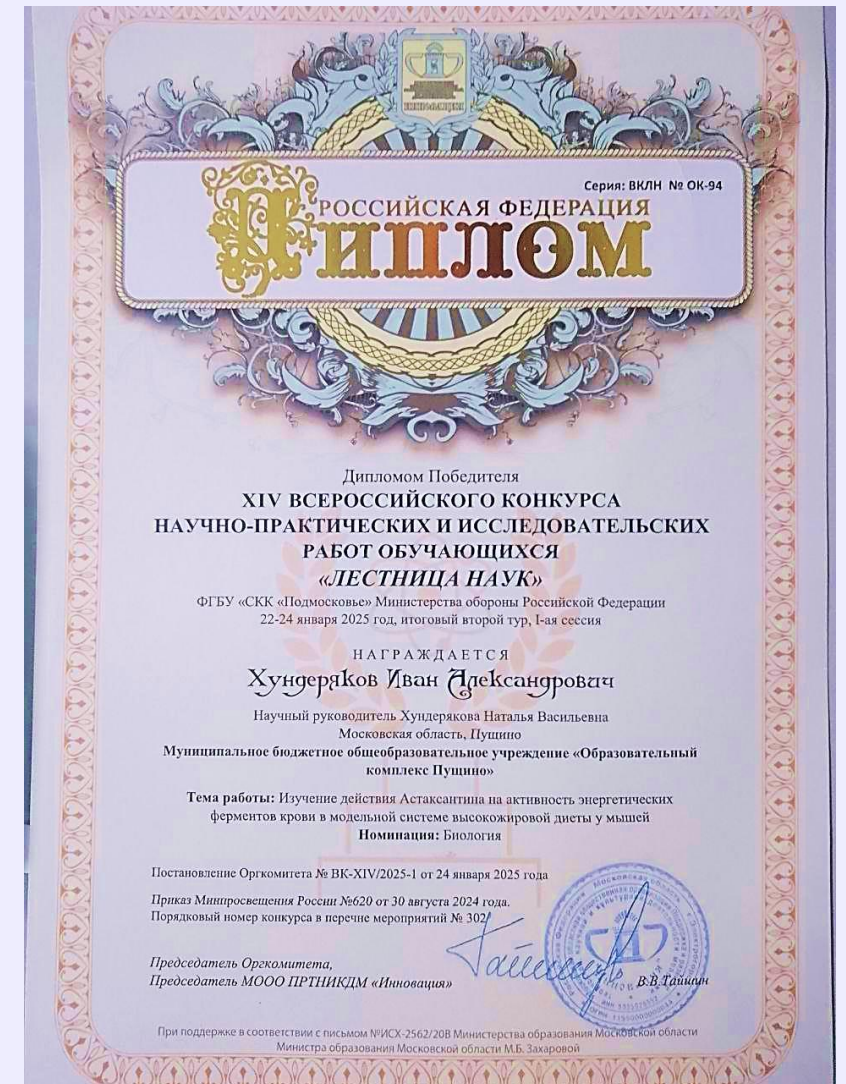 Серия: ВКЛН № ОК-94
РОССИЙСКАЯ ФЕДЕРАЦИЯ
ДИПЛОМ
Дипломом Победителя
XIV ВСЕРОССИЙСКОГО КОНКУРСА
НАУЧНО-ПРАКТИЧЕСКИХ И ИССЛЕДОВАТЕЛЬСКИХ
РАБОТ ОБУЧАЮЩИХСЯ
«ЛЕСТНИЦА НАУК»
ФГБУ «СКК «Подмосковье» Министерства обороны Российской Федерации
22-24 января 2025 год, итоговый второй тур, I-ая сессия
НАГРАЖДАЕТСЯ
Хундеряков Иван Александрович
Научный руководитель Хундерякова Наталья Васильевна
Московская область, Пущино
Муниципальное бюджетное общеобразовательное учреждение «Образовательный
комплекс Пущино»
Тема работы: Изучение действия Астаксантина на активность энергетических
ферментов крови в модельной системе высокожировой диеты у мышей
Номинация: Биология
Постановление Оргкомитета № ВК-XIV/2025-1 от 24 января 2025 года
Приказ Минпросвещения России №620 от 30 августа 2024 года.
Порядковый номер конкурса в перечне мероприятий № 302
Председатель Оргкомитета,
Председатель МООО ПРТНИКДМ «Инновация»
В.В.Тайшин
При поддержке в соответствии с письмом №ИСХ-2562/20В Министерства образования Московской области
Министра образования Московской области М.Б. Захаровой